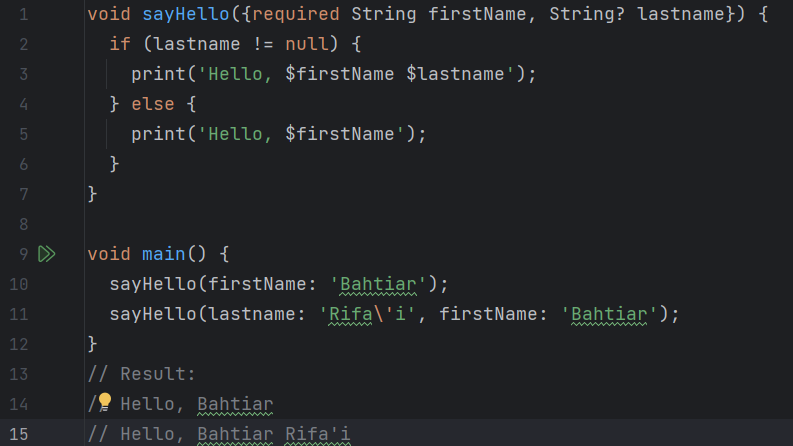 1 void sayHello({required String firstName, String? lastname}) {
2 if (lastname != null) {
3 print('Hello, $firstName $lastname');
4 } else {
5 print('Hello, $firstName');
6 }
7 }
8
9 void main() {
10 sayHello(firstName: 'Bahtiar');
11 sayHello(lastname: 'Rifa\'i', firstName: 'Bahtiar');
12 }
13 // Result:
14 // Hello, Bahtiar
15 // Hello, Bahtiar Rifa'i